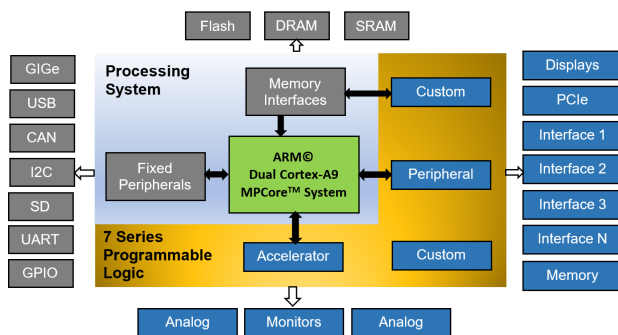 Flash
DRAM
SRAM
GIGe
USB
CAN
I2C
SD
UART
GPIO
Processing
System
Memory
Interfaces
Custom
Fixed
Peripherals
ARM©
Dual Cortex-A9
MPCore™ System
Peripheral
7 Series
Programmable
Logic
Accelerator
Custom
Displays
PCIe
Interface 1
Interface 2
Interface 3
Interface N
Memory
Analog
Monitors
Analog